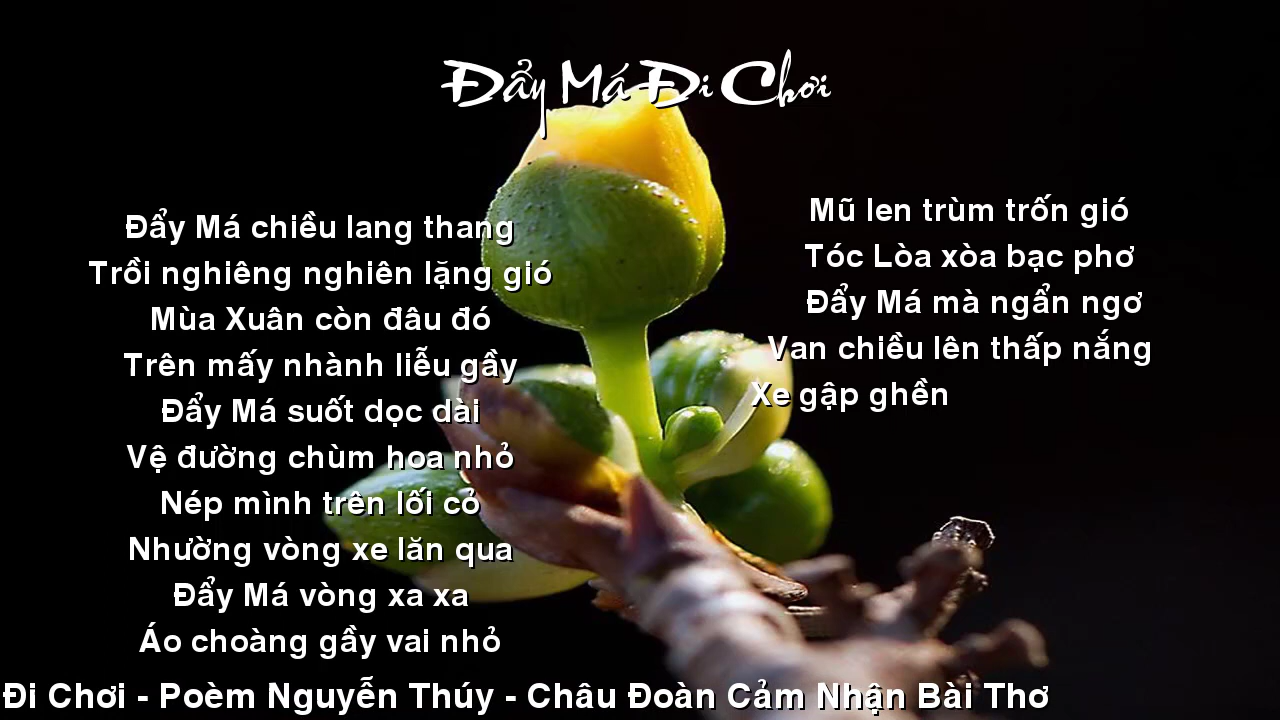 Đẩy Má Đi Chơi
Đẩy Má chiều lang thang
Trồi nghiêng nghiên lặng gió
Mùa Xuân còn đâu đó
Trên mấy nhành liễu gầy
Đẩy Má suốt dọc dài
Vệ đường chùm hoa nhỏ
Nép mình trên lối cỏ
Nhường vòng xe lăn qua
Đẩy Má vòng xa xa
Áo choàng gầy vai nhỏ
Mũ len trùm trốn gió
Tóc Lòa xòa bạc phơ
Đẩy Má mà ngẩn ngơ
Van chiều lên thấp nắng
Xe gập ghền
Đi Chơi - Poèm Nguyễn Thúy - Châu Đoàn Cảm Nhận Bài Thơ